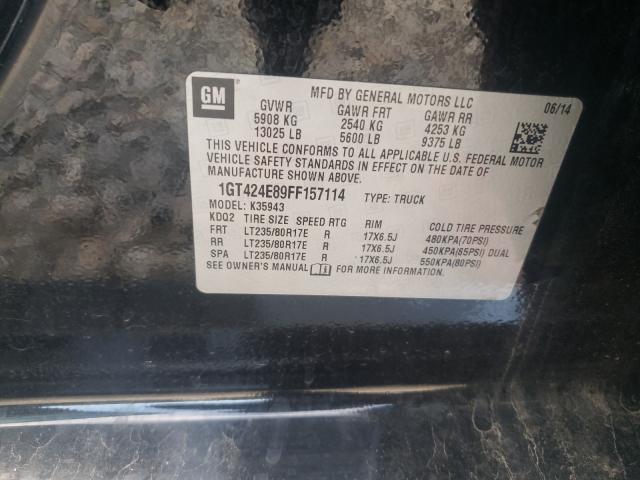 GM
MFD BY GENERAL MOTORS LLC
06/14
GVWR GAWR FRT GAWR RR
5908 KG 2540 KG 4253 KG
13025 LB 5600 LB 9375 LB
THIS VEHICLE CONFORMS TO ALL APPLICABLE U.S. FEDERAL MOTOR
VEHICLE SAFETY STANDARDS IN EFFECT ON THE DATE OF
MANUFACTURE SHOWN ABOVE.
1GT424E89FF157114 TYPE: TRUCK
MODEL: K35943
KDQ2 TIRE SIZE SPEED RTG RIM COLD TIRE PRESSURE
FRT LT235/80R17E R 17X6.5J 480KPA(70PSI)
RR LT235/80R17E R 17X6.5J 450KPA(65PSI) DUAL
SPA LT235/80R17E R 17X6.5J 550KPA(80PSI)
SEE OWNER'S MANUAL FOR MORE INFORMATION.